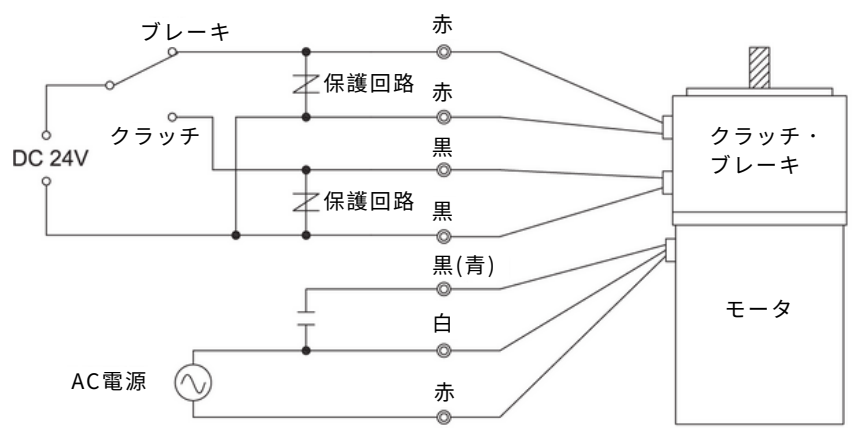 赤
ブレーキ
保護回路
赤
クラッチ
DC 24V
黒
保護回路
黒
クラッチ・
ブレーキ
黒(青)
白
モータ
AC電源
赤